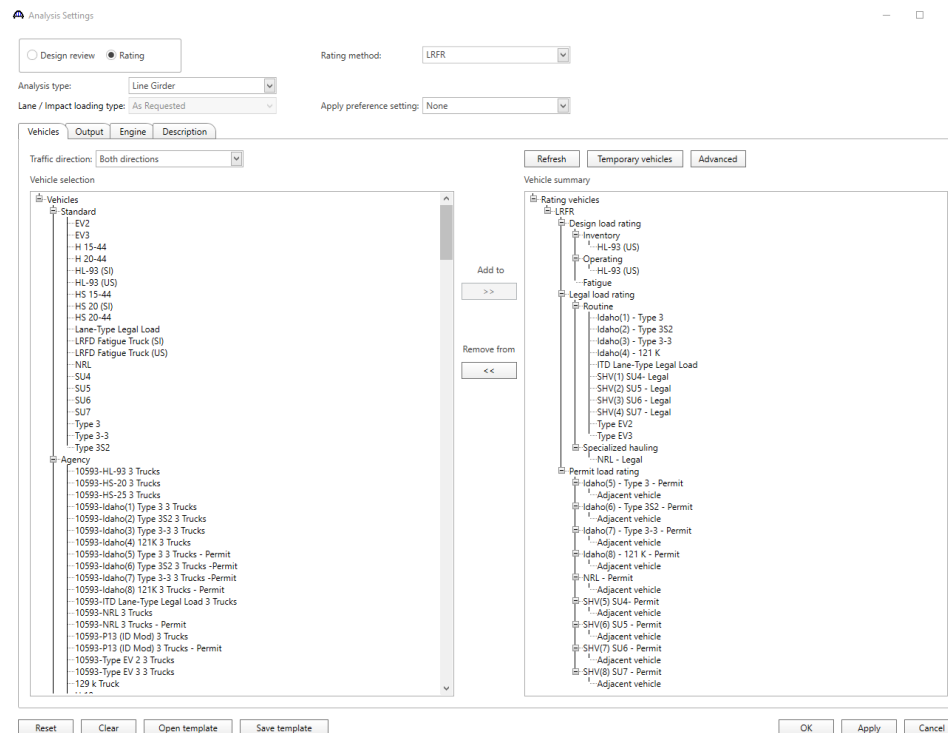 Analysis Settings
Design review Rating Rating method: LRFR
Analysis type: Line Girder
Lane / Impact loading type: As Requested Apply preference setting: None
Vehicles Output Engine Description
Traffic direction: Both directions
Refresh Temporary vehicles Advanced
Vehicle selection
Vehicles
Standard
EV2
EV3
H 15-44
H 20-44
HL-93 (SI)
HL-93 (US)
HS 15-44
HS 20 (SI)
HS 20-44
Lane-Type Legal Load
LRFD Fatigue Truck (SI)
LRFD Fatigue Truck (US)
NRL
SU4
SU5
SU6
SU7
Type 3
Type 3-3
Type 3S2
Agency
10593-HL-93 3 Trucks
10593-HS-20 3 Trucks
10593-HS-25 3 Trucks
10593-Idaho(1) Type 3 3 Trucks
10593-Idaho(2) Type 3S2 3 Trucks
10593-Idaho(3) Type 3-3 3 Trucks
10593-Idaho(4) 121K 3 Trucks
10593-Idaho(5) Type 3 3 Trucks - Permit
10593-Idaho(6) Type 3S2 3 Trucks -Permit
10593-Idaho(7) Type 3-3 3 Trucks -Permit
10593-Idaho(8) 121K 3 Trucks - Permit
10593-ITD Lane-Type Legal Load 3 Trucks
10593-NRL 3 Trucks
10593-NRL 3 Trucks - Permit
10593-P13 (ID Mod) 3 Trucks
10593-P13 (ID Mod) 3 Trucks - Permit
10593-Type EV 2 3 Trucks
10593-Type EV 3 3 Trucks
129 k Truck
Add to
>>
Remove from
<<
Vehicle summary
Rating vehicles
LRFR
Design load rating
Inventory
HL-93 (US)
Operating
HL-93 (US)
Fatigue
Legal load rating
Routine
Idaho(1) - Type 3
Idaho(2) - Type 3S2
Idaho(3) - Type 3-3
Idaho(4) - 121 K
ITD Lane-Type Legal Load
SHV(1) SU4- Legal
SHV(2) SU5 - Legal
SHV(3) SU6 - Legal
SHV(4) SU7 - Legal
Type EV2
Type EV3
Specialized hauling
NRL - Legal
Permit load rating
Idaho(5) - Type 3 - Permit
Adjacent vehicle
Idaho(6) - Type 3S2 - Permit
Adjacent vehicle
Idaho(7) - Type 3-3 - Permit
Adjacent vehicle
Idaho(8) - 121 K - Permit
Adjacent vehicle
NRL - Permit
Adjacent vehicle
SHV(5) SU4- Permit
Adjacent vehicle
SHV(6) SU5 - Permit
Adjacent vehicle
SHV(7) SU6 - Permit
Adjacent vehicle
SHV(8) SU7 - Permit
Adjacent vehicle
Reset Clear Open template Save template OK Apply Cancel